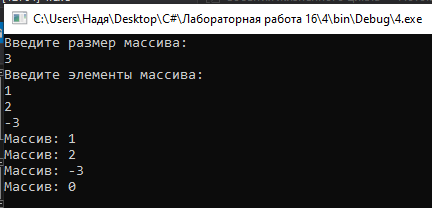 C:\Users\Надя\Desktop\C#\Лабораторная работа 16\4\bin\Debug\4.exe
Введите размер массива:
3
Введите элементы массива:
1
2
-3
Массив: 1
Массив: 2
Массив: -3
Массив: 0